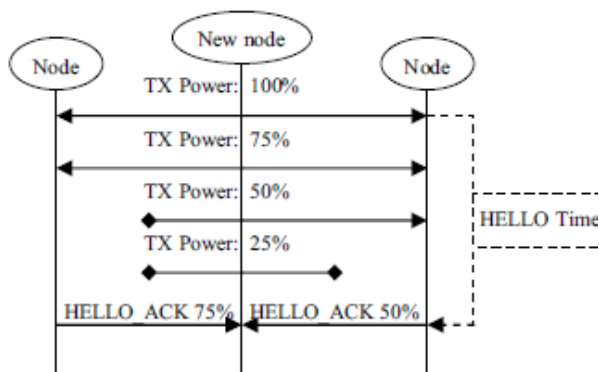 New node
Node
Node
TX Power: 100%
TX Power: 75%
TX Power: 50%
HELLO Time
TX Power: 25%
HELLO_ACK 75%
HELLO_ACK 50%